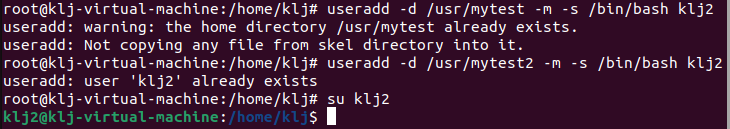 root@klj-virtual-machine:/home/klj# useradd -d /usr/mytest -m -s /bin/bash klj2
useradd: warning: the home directory /usr/mytest already exists.
useradd: Not copying any file from skel directory into it.
root@klj-virtual-machine:/home/klj# useradd -d /usr/mytest2 -m -s /bin/bash klj2
useradd: user 'klj2' already exists
root@klj-virtual-machine:/home/klj# su klj2
klj2@klj-virtual-machine:/home/klj$